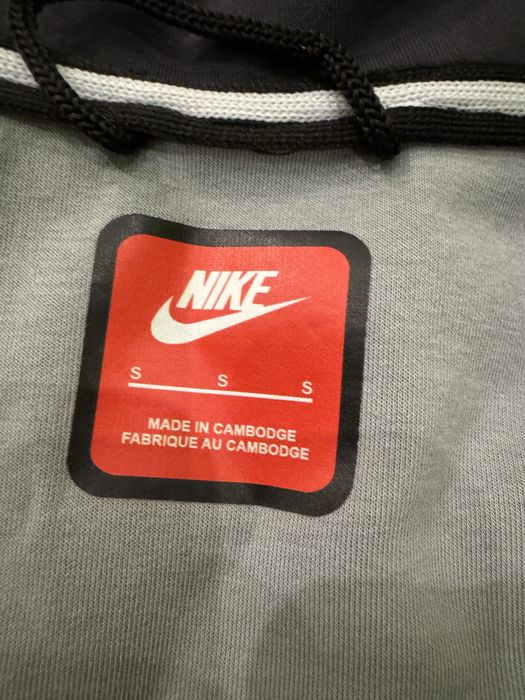 NIKE
S S S
MADE IN CAMBODGE
FABRIQUE AU CAMBODGE